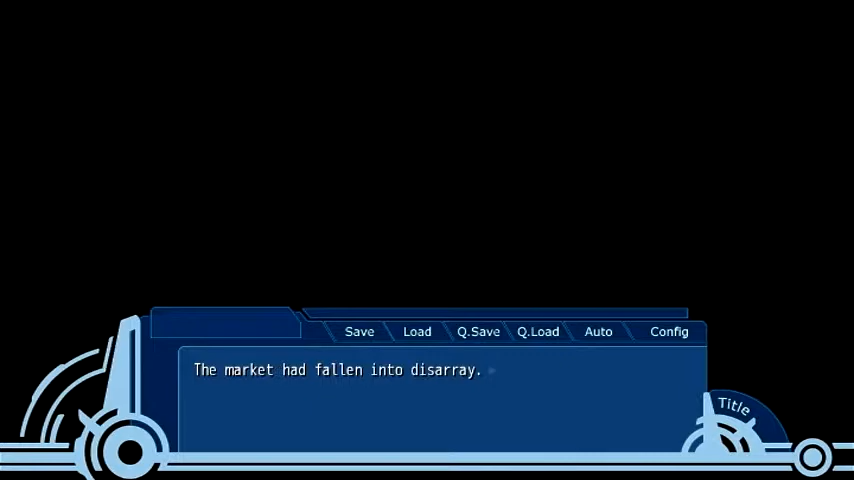 Save Load Q.Save Q.Load Auto Config
The market had fallen into disarray.
Title